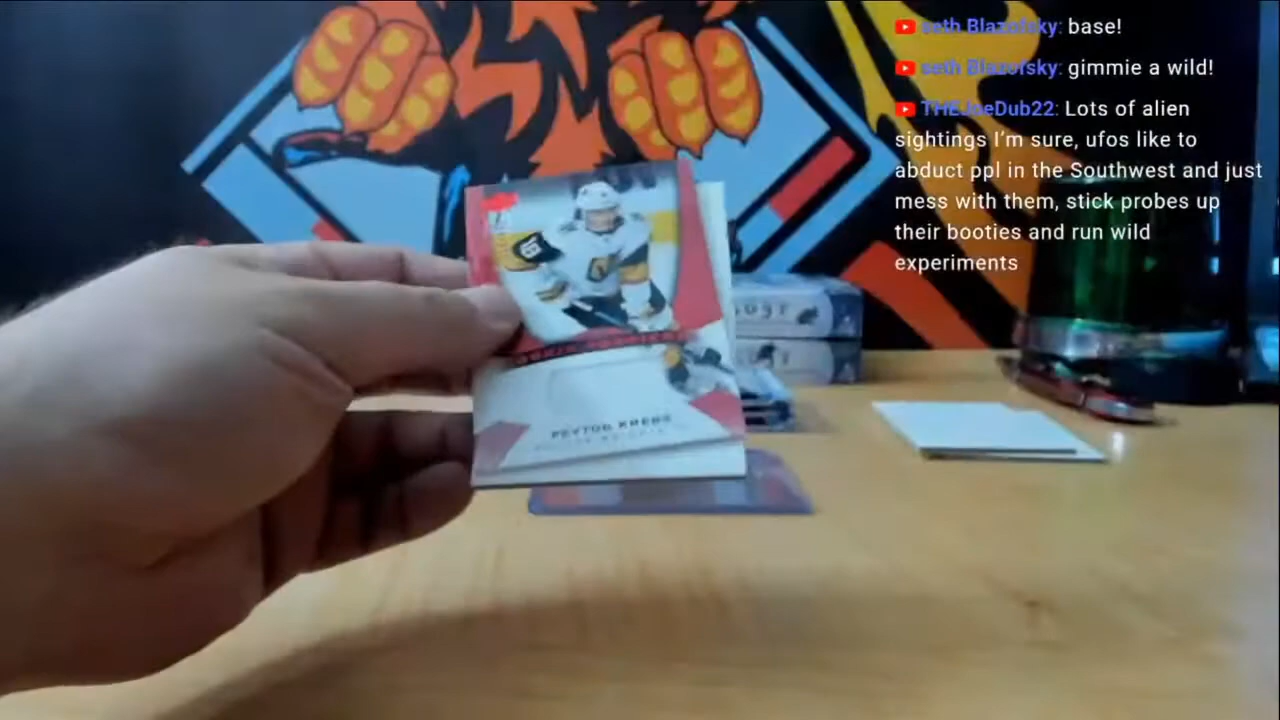 seth Blazofsky: base!
seth Blazofsky: gimmie a wild!
THEJoeDub22: Lots of alien
sightings I'm sure, ufos like to
abduct ppl in the Southwest and just
mess with them, stick probes up
their booties and run wild
experiments
PEYTON KREBS